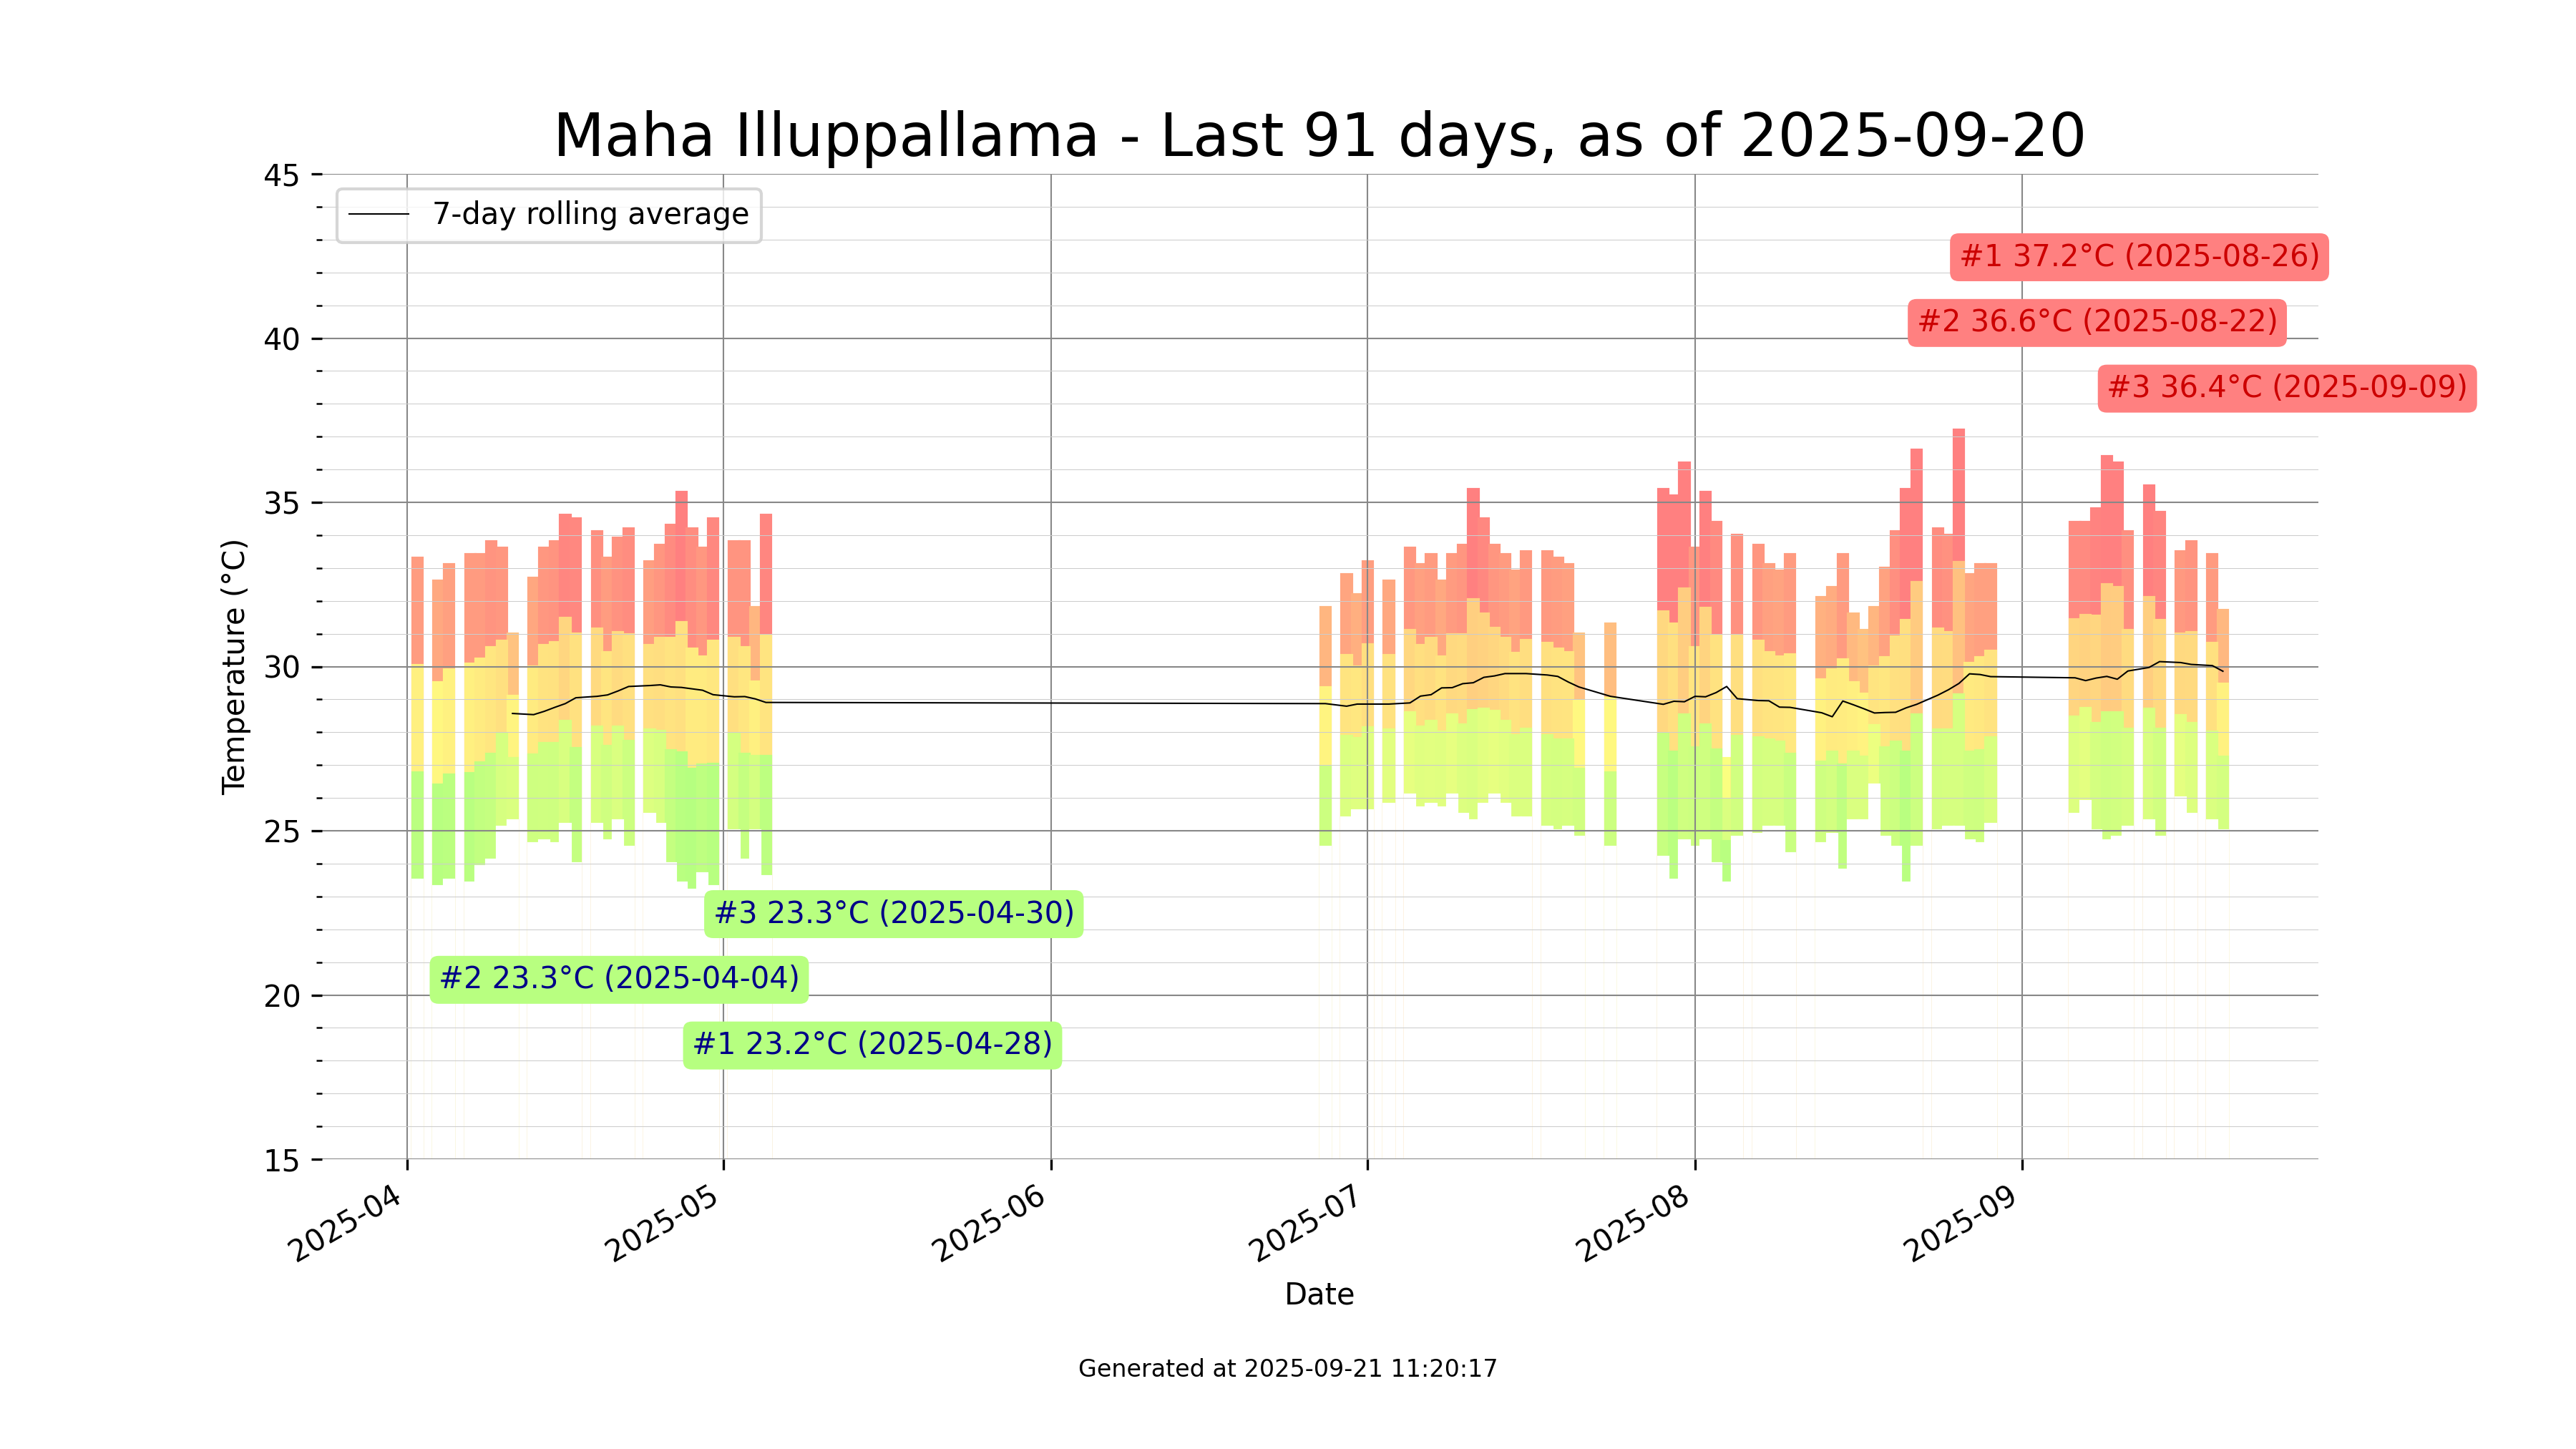 Maha Illuppallama - Last 91 days, as of 2025-09-20
45
7-day rolling average
#1 37.2°C (2025-08-26)
#2 36.6°C (2025-08-22)
40
#3 36.4°C (2025-09-09)
35
Temperature (°C)
30
25
#3 23.3°C (2025-04-30)
#2 23.3°C (2025-04-04)
20
#1 23.2°C (2025-04-28)
15
2025-04
2025-05
2025-06
2025-07
2025-08
2025-09
Date
Generated at 2025-09-21 11:20:17